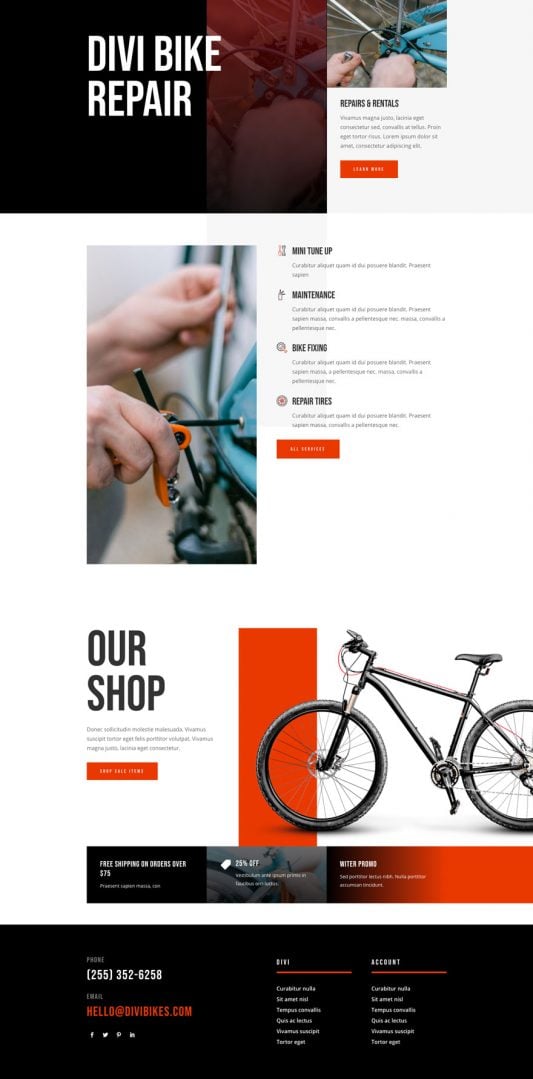 DIVI BIKE
REPAIR
REPAIRS & RENTALS
Vivamus magna justo, lacinia eget
consectetur sed, convallis at tellus. Proin
eget tortor risus. Lorem ipsum dolor sit
amet, consectetur adipiscing elit.
LEARN MORE
MINI TUNE UP
Curabitur aliquet quam id dui posuere blandit. Praesent
sapien
MAINTENANCE
Curabitur aliquet quam id dui posuere blandit. Praesent
sapien massa, convallis a pellentesque nec. massa, convallis a
pellentesque nec.
BIKE FIXING
Curabitur aliquet quam id dui posuere blandit. Praesent
sapien massa, a pellentesque nec. massa, convallis a
pellentesque nec.
REPAIR TIRES
Curabitur aliquet quam id dui posuere blandit. Praesent
sapien massa, convallis a pellentesque nec.
ALL SERVICES
OUR
SHOP
Donec sollicitudin molestie malesuada. Vivamus
suscipit tortor eget felis porttitor volutpat. Vivamus
magna justo, lacinia eget consectetur,
SHOP SALE ITEMS
FREE SHIPPING ON ORDERS OVER
$75
Praesent sapien massa, con
25% OFF
Vestibulum ante ipsum primis in
faucibus orci luctus.
WITER PROMO
Sed porttitor lectus nibh. Nulla porttitor
accumsan tincidunt.
PHONE
(255) 352-6258
EMAIL
HELLO@DIVIBIKES.COM
DIVI
Curabitur nulla
Sit amet nisl
Tempus convallis
Quis ac lectus
Vivamus suscipit
Tortor eget
ACCOUNT
Curabitur nulla
Sit amet nisl
Tempus convallis
Quis ac lectus
Vivamus suscipit
Tortor eget